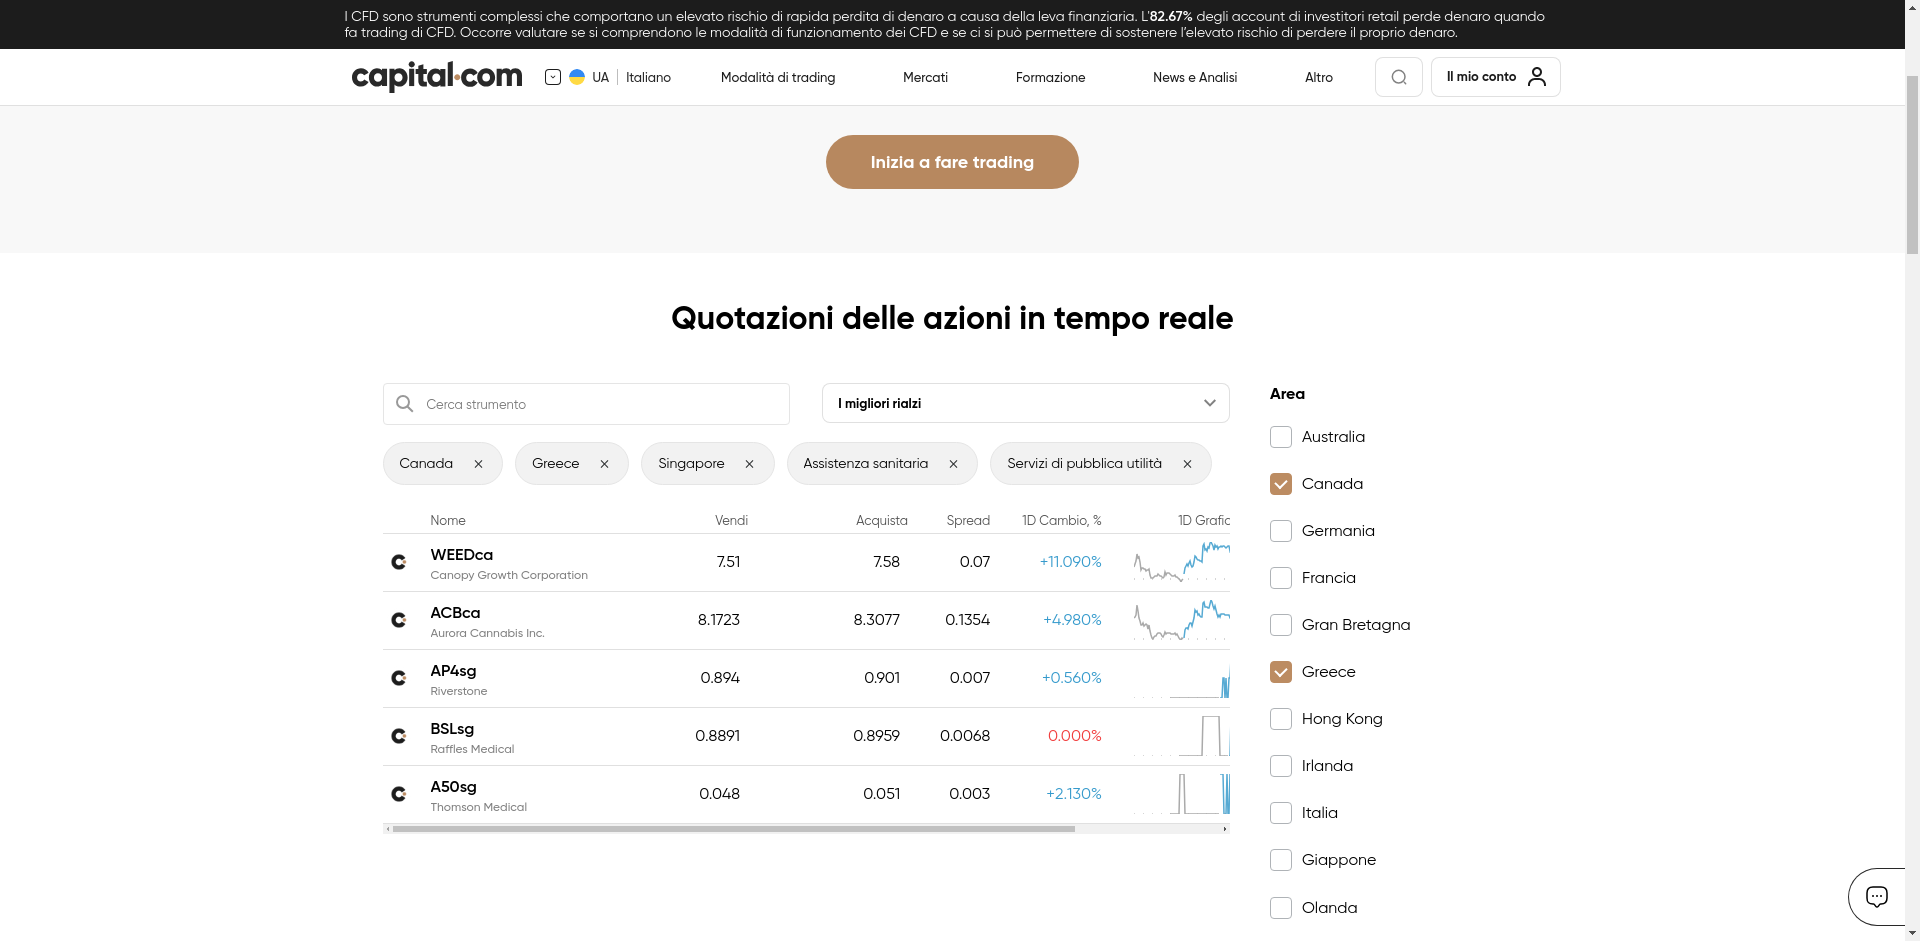 I CFD sono strumenti complessi che comportano un elevato rischio di rapida perdita di denaro a causa della leva finanziaria. L'82.67% degli account di investitori retail perde denaro quando
fa trading di CFD. Occorre valutare se si comprendono le modalità di funzionamento dei CFD e se ci si può permettere di sostenere l'elevato rischio di perdere il proprio denaro.
capital.com UA Italiano Modalità di trading Mercati Formazione News e Analisi Altro Il mio conto
Inizia a fare trading
Quotazioni delle azioni in tempo reale
Cerca strumento
I migliori rialzi
Canada Greece Singapore Assistenza sanitaria Servizi di pubblica utilità
Nome Vendi Acquista Spread 1D Cambio, % 1D Grafic
WEEDca
Canopy Growth Corporation
7.51 7.58 0.07 +11.090%
ACBca
Aurora Cannabis Inc.
8.1723 8.3077 0.1354 +4.980%
AP4sg
Riverstone
0.894 0.901 0.007 +0.560%
BSLsg
Raffles Medical
0.8891 0.8959 0.0068 0.000%
A50sg
Thomson Medical
0.048 0.051 0.003 +2.130%
Area
Australia
Canada
Germania
Francia
Gran Bretagna
Greece
Hong Kong
Irlanda
Italia
Giappone
Olanda